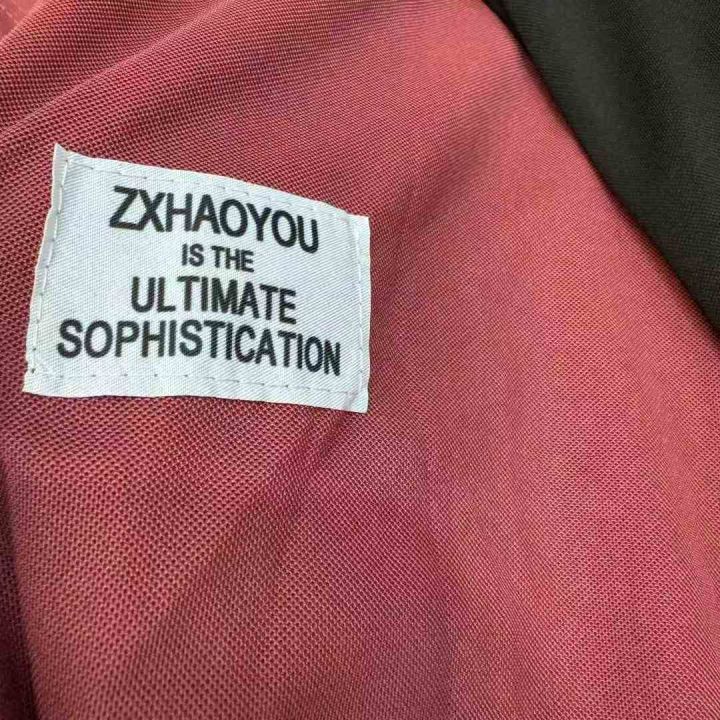 ZXHAOYOU
IS THE
ULTIMATE
SOPHISTICATION